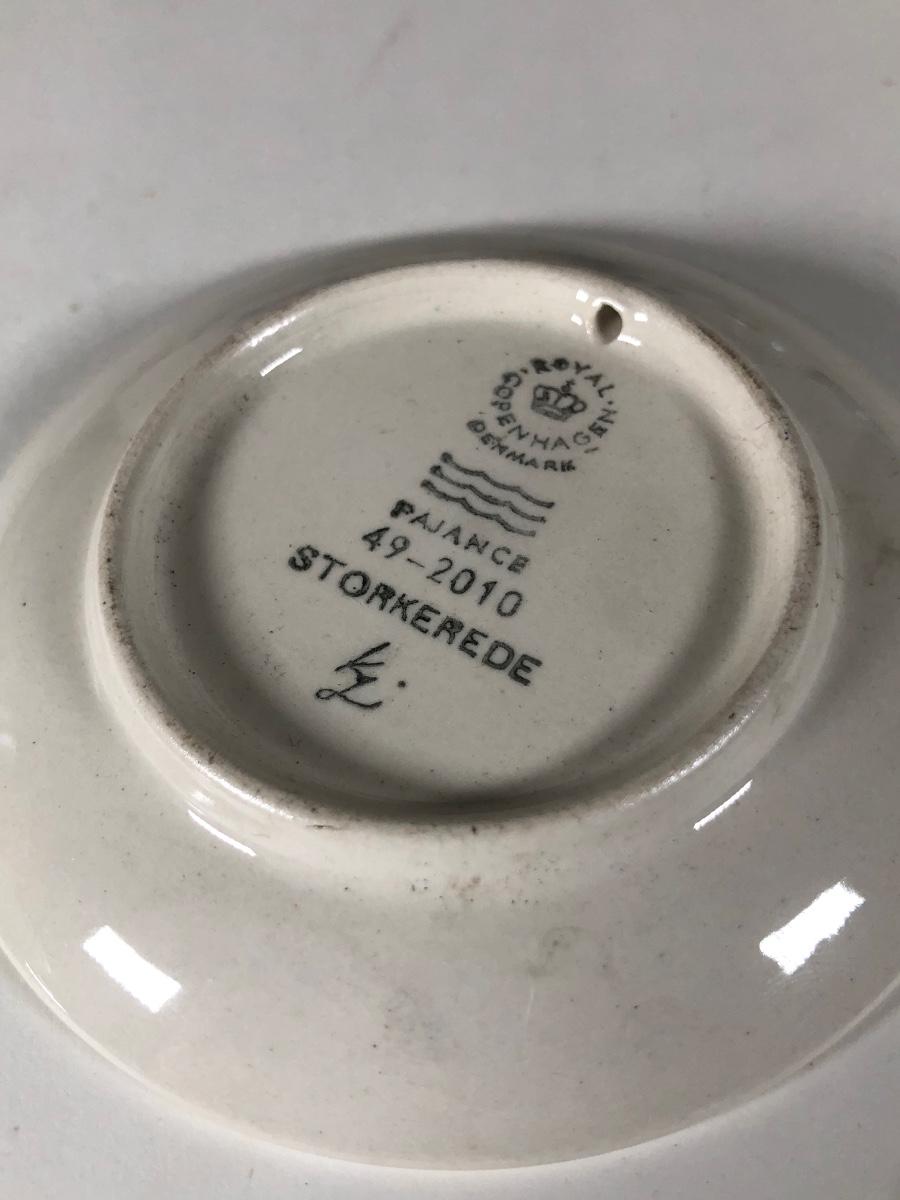 ROYAL · COPENHAGEN ·
DENMARK
FAJANCE
49-2010
STORKEREDE